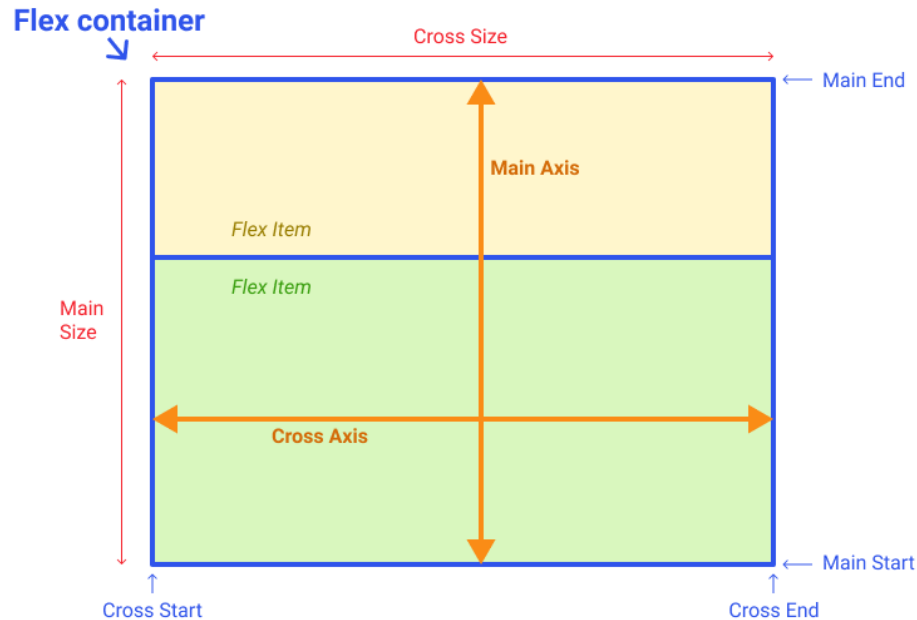 Flex container
Cross Size
Main End
Main Axis
Flex Item
Flex Item
Main
Size
Cross Axis
Main Start
Cross Start
Cross End